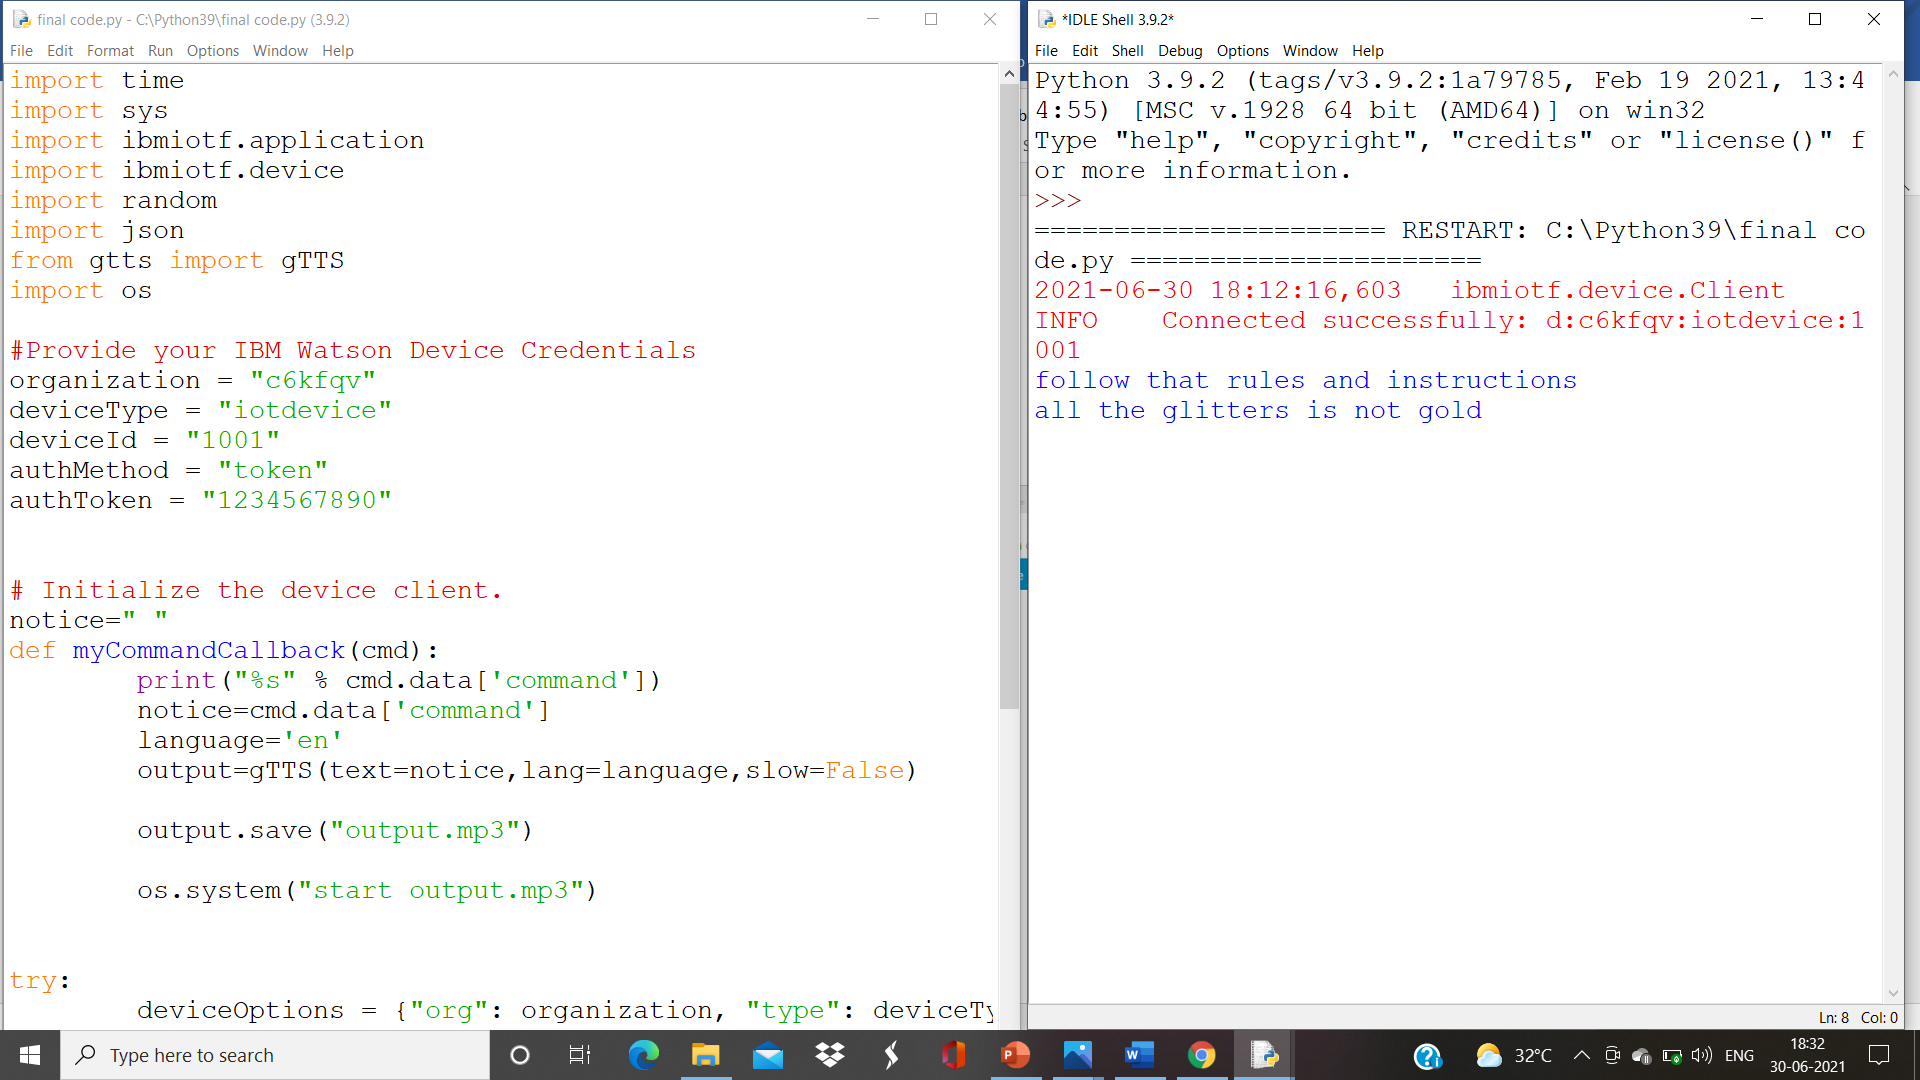 final code.py - C:\Python39\final code.py (3.9.2)
File Edit Format Run Options Window Help
import time
import sys
import ibmiotf.application
import ibmiotf.device
import random
import json
from gtts import gTTS
import os
#Provide your IBM Watson Device Credentials
organization = "c6kfqv"
deviceType = "iotdevice"
deviceId = "1001"
authMethod = "token"
authToken = "1234567890"
# Initialize the device client.
notice=" "
def myCommandCallback(cmd):
print("%s" % cmd.data['command'])
notice=cmd.data['command']
language='en'
output=gTTS(text=notice,lang=language,slow=False)
output.save("output.mp3")
os.system("start output.mp3")
try:
deviceOptions = {"org": organization, "type": deviceTy
*IDLE Shell 3.9.2*
File Edit Shell Debug Options Window Help
Python 3.9.2 (tags/v3.9.2:1a79785, Feb 19 2021, 13:4
4:55) [MSC v.1928 64 bit (AMD64)] on win32
Type "help", "copyright", "credits" or "license()" f
or more information.
>>>
====================== RESTART: C:\Python39\final co
de.py ======================
2021-06-30 18:12:16,603 ibmiotf.device.Client
INFO Connected successfully: d:c6kfqv:iotdevice:1
001
follow that rules and instructions
all the glitters is not gold
Ln: 8 Col: 0
Type here to search
32°C
ENG
18:32
30-06-2021